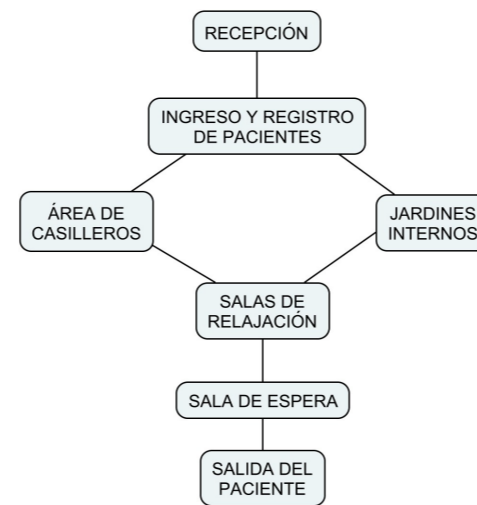 RECEPCIÓN
INGRESO Y REGISTRO
DE PACIENTES
ÁREA DE
CASILLEROS
JARDINES
INTERNOS
SALAS DE
RELAJACIÓN
SALA DE ESPERA
SALIDA DEL
PACIENTE